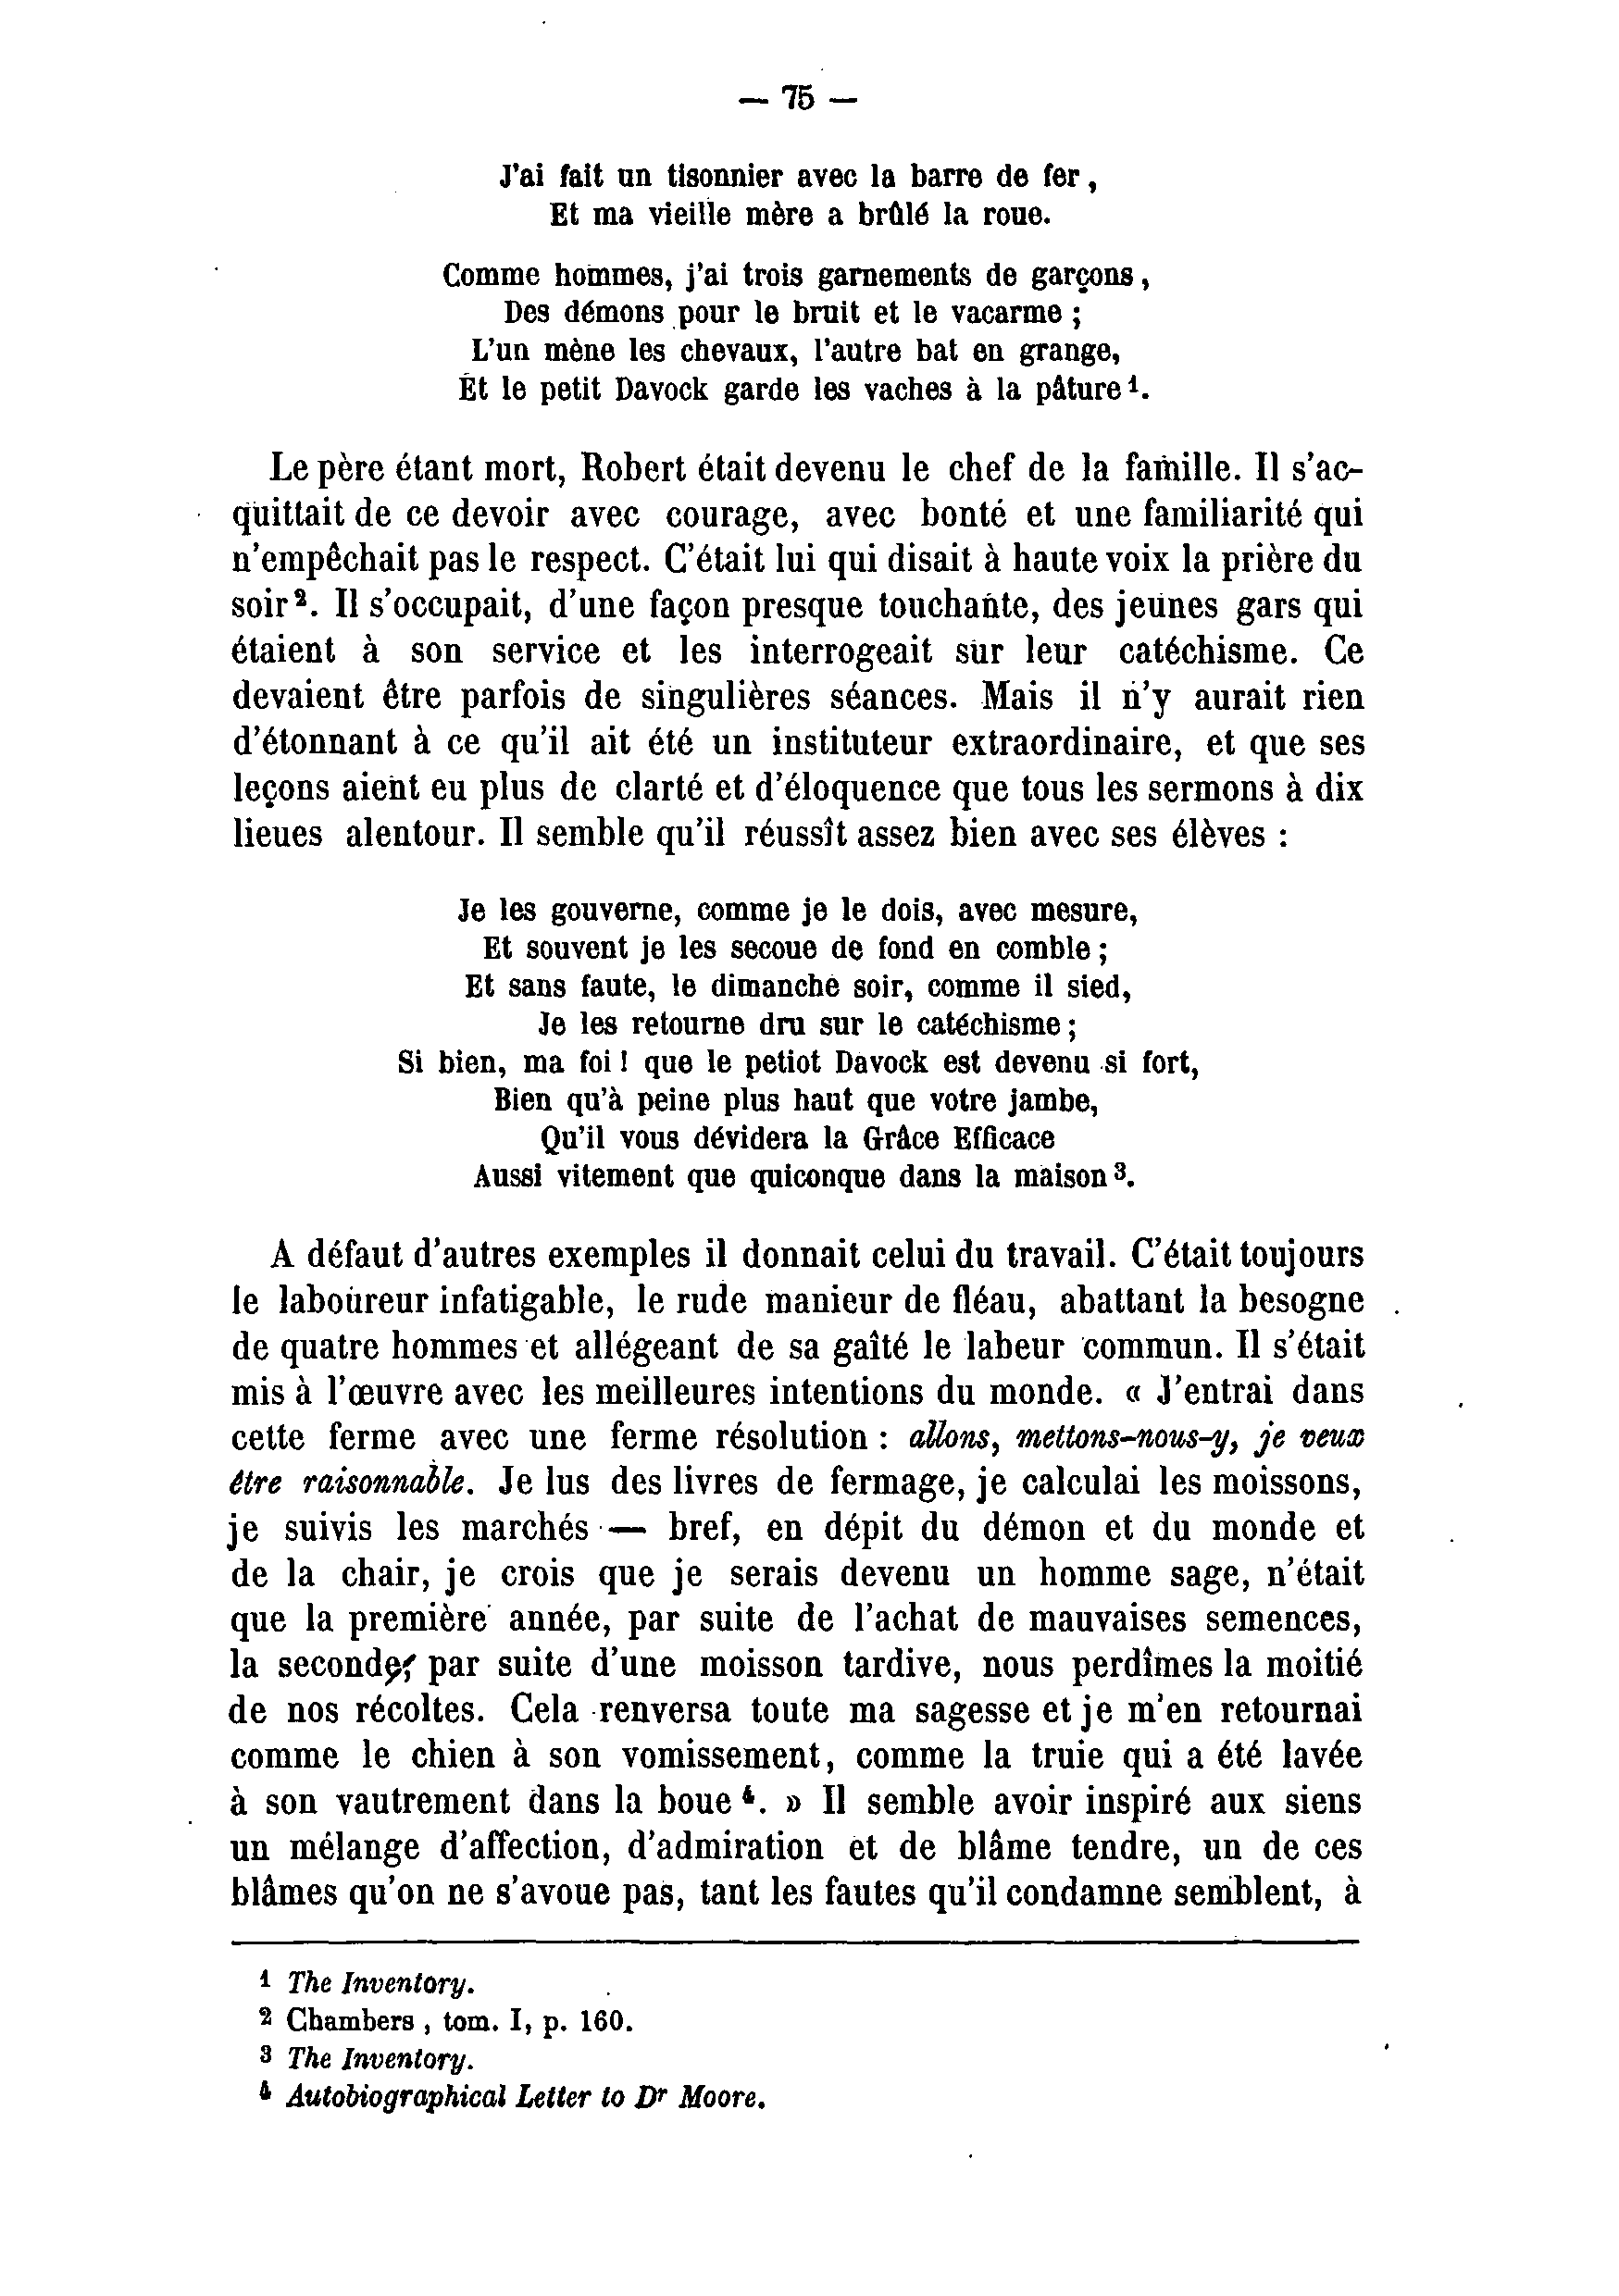 — 75 —
J'ai fait un tisonnier avec la barre de fer,
Et ma vieille mère a brûlé la roue.
Comme hommes, j'ai trois garnements de garçons,
Des démons pour le bruit et le vacarme ;
L'un mène les chevaux, l'autre bat en grange,
Et le petit Davock garde les vaches à la pâture ¹.
Le père étant mort, Robert était devenu le chef de la famille. Il s'ac-
quittait de ce devoir avec courage, avec bonté et une familiarité qui
n'empêchait pas le respect. C'était lui qui disait à haute voix la prière du
soir ². Il s'occupait, d'une façon presque touchante, des jeunes gars qui
étaient à son service et les interrogeait sur leur catéchisme. Ce
devaient être parfois de singulières séances. Mais il n'y aurait rien
d'étonnant à ce qu'il ait été un instituteur extraordinaire, et que ses
leçons aient eu plus de clarté et d'éloquence que tous les sermons à dix
lieues alentour. Il semble qu'il réussît assez bien avec ses élèves :
Je les gouverne, comme je le dois, avec mesure,
Et souvent je les secoue de fond en comble ;
Et sans faute, le dimanche soir, comme il sied,
Je les retourne dru sur le catéchisme ;
Si bien, ma foi ! que le petiot Davock est devenu si fort,
Bien qu'à peine plus haut que votre jambe,
Qu'il vous dévidera la Grâce Efficace
Aussi vitement que quiconque dans la maison ³.
A défaut d'autres exemples il donnait celui du travail. C'était toujours
le laboureur infatigable, le rude manieur de fléau, abattant la besogne
de quatre hommes et allégeant de sa gaîté le labeur commun. Il s'était
mis à l'œuvre avec les meilleures intentions du monde. « J'entrai dans
cette ferme avec une ferme résolution : allons, mettons-nous-y, je veux
être raisonnable. Je lus des livres de fermage, je calculai les moissons,
je suivis les marchés — bref, en dépit du démon et du monde et
de la chair, je crois que je serais devenu un homme sage, n'était
que la première année, par suite de l'achat de mauvaises semences,
la seconde, par suite d'une moisson tardive, nous perdîmes la moitié
de nos récoltes. Cela renversa toute ma sagesse et je m'en retournai
comme le chien à son vomissement, comme la truie qui a été lavée
à son vautrement dans la boue ⁴. » Il semble avoir inspiré aux siens
un mélange d'affection, d'admiration et de blâme tendre, un de ces
blâmes qu'on ne s'avoue pas, tant les fautes qu'il condamne semblent, à
¹ The Inventory.
² Chambers, tom. I, p. 160.
³ The Inventory.
⁴ Autobiographical Letter to Dr Moore.